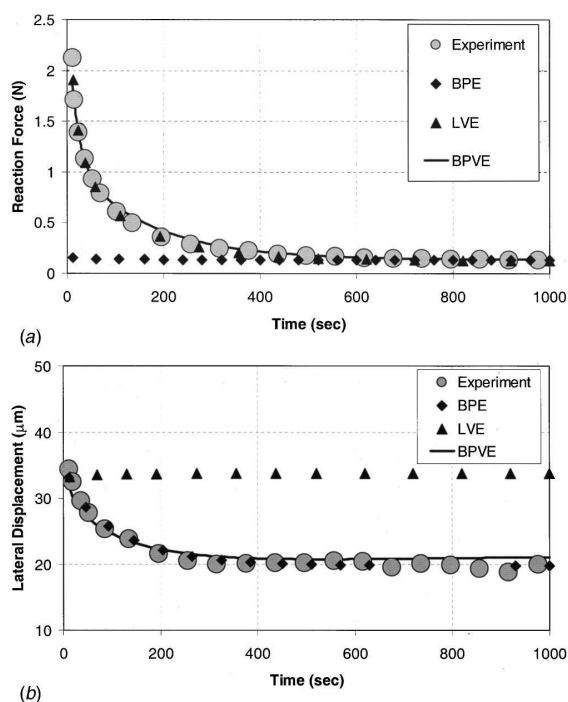 2.5
2
1.5
1
0.5
0
Reaction Force (N)
Experiment
BPE
LVE
BPVE
0 200 400 600 800 1000
Time (sec)
(a)
50
40
30
20
10
Lateral Displacement (μm)
Experiment
BPE
LVE
BPVE
0 200 400 600 800 1000
Time (sec)
(b)